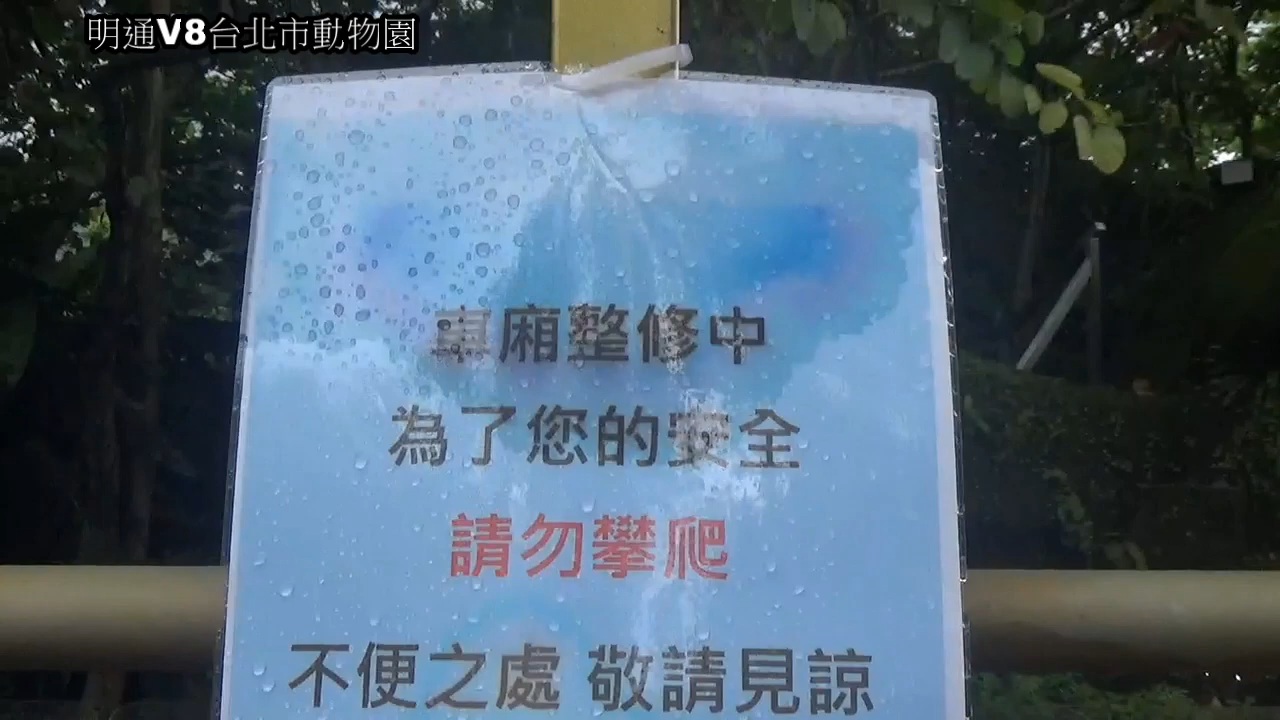 明通V8台北市動物園
車廂整修中
為了您的安全
請勿攀爬
不便之處 敬請見諒